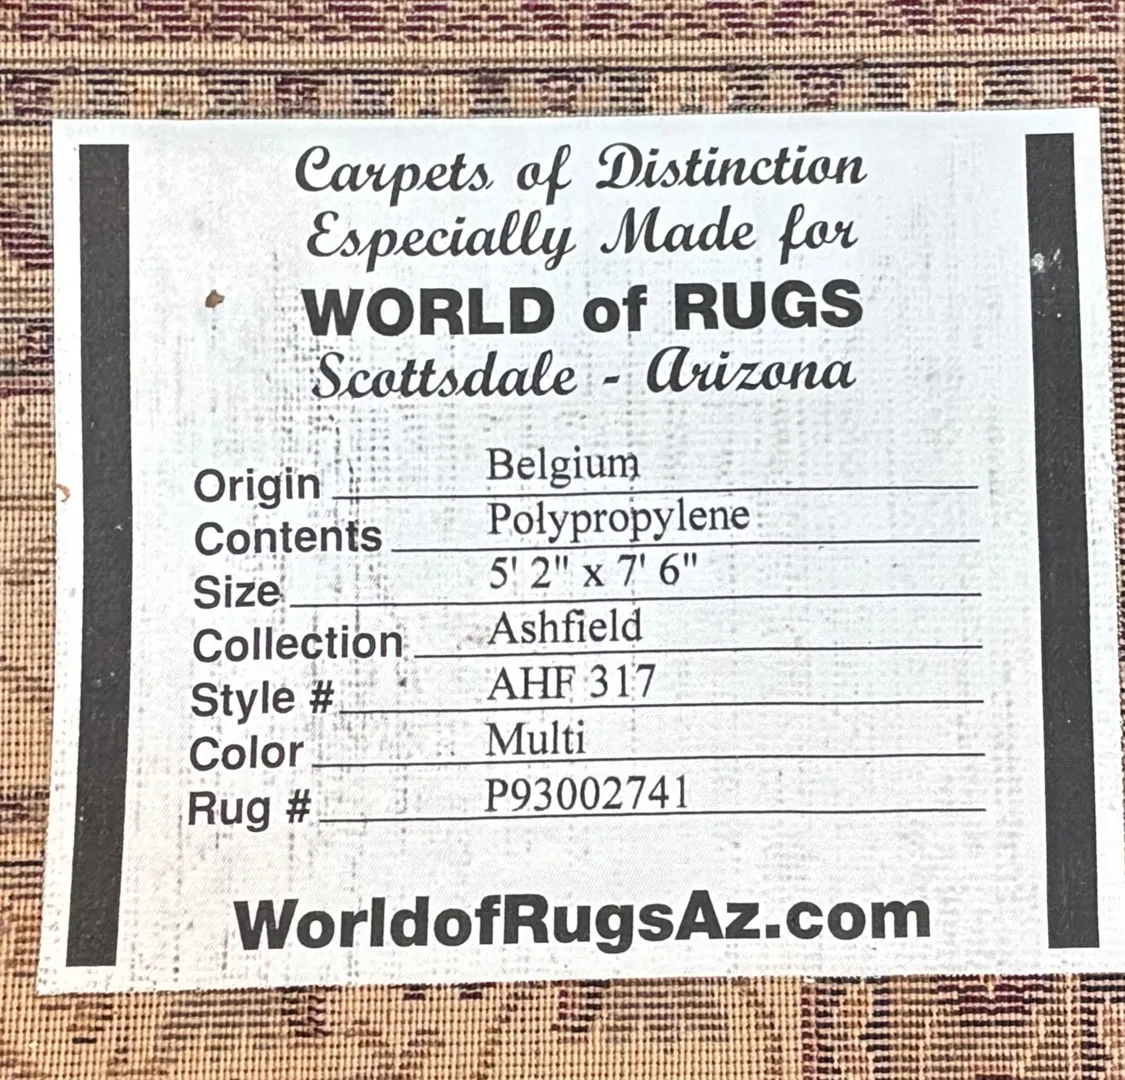 Carpets of Distinction
Especially Made for
WORLD of RUGS
Scottsdale - Arizona
Origin Belgium
Contents Polypropylene
Size 5' 2" x 7' 6"
Collection Ashfield
Style # AHF 317
Color Multi
Rug # P93002741
WorldofRugsAz.com